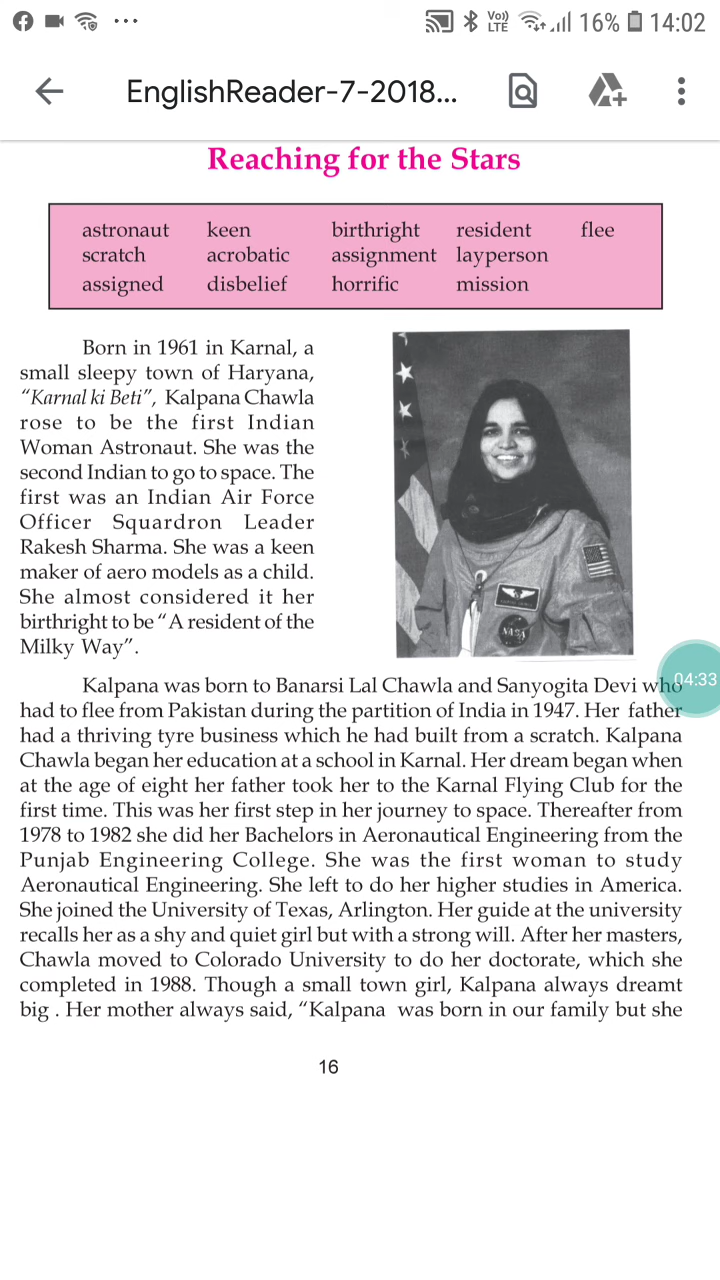 16% 14:02
EnglishReader-7-2018...
Reaching for the Stars
astronaut keen birthright resident flee
scratch acrobatic assignment layperson
assigned disbelief horrific mission
Born in 1961 in Karnal, a
small sleepy town of Haryana,
“Karnal ki Beti”, Kalpana Chawla
rose to be the first Indian
Woman Astronaut. She was the
second Indian to go to space. The
first was an Indian Air Force
Officer Squardron Leader
Rakesh Sharma. She was a keen
maker of aero models as a child.
She almost considered it her
birthright to be “A resident of the
Milky Way”.
NASA
Kalpana was born to Banarsi Lal Chawla and Sanyogita Devi who
04:33
had to flee from Pakistan during the partition of India in 1947. Her father
had a thriving tyre business which he had built from a scratch. Kalpana
Chawla began her education at a school in Karnal. Her dream began when
at the age of eight her father took her to the Karnal Flying Club for the
first time. This was her first step in her journey to space. Thereafter from
1978 to 1982 she did her Bachelors in Aeronautical Engineering from the
Punjab Engineering College. She was the first woman to study
Aeronautical Engineering. She left to do her higher studies in America.
She joined the University of Texas, Arlington. Her guide at the university
recalls her as a shy and quiet girl but with a strong will. After her masters,
Chawla moved to Colorado University to do her doctorate, which she
completed in 1988. Though a small town girl, Kalpana always dreamt
big . Her mother always said, “Kalpana was born in our family but she
16